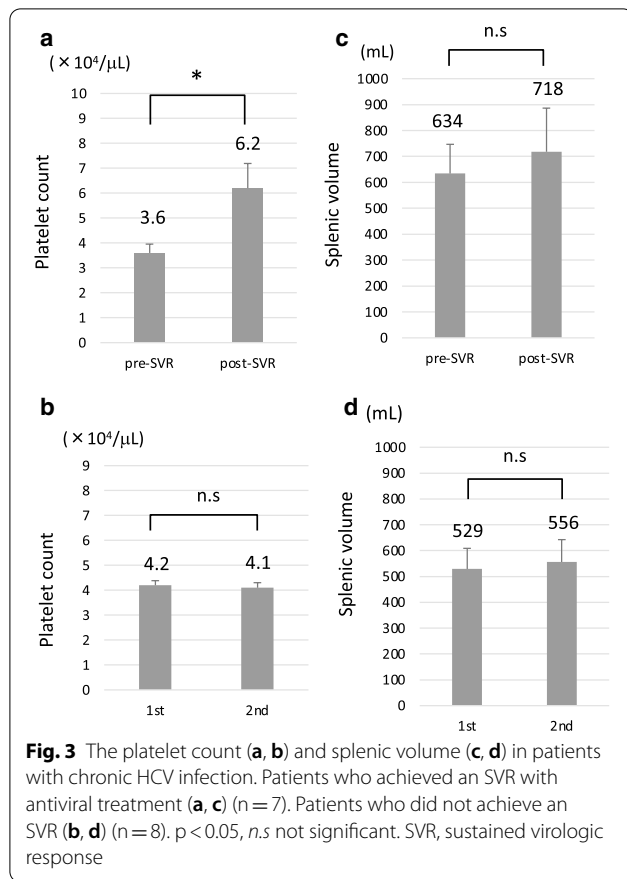 a
(×10⁴/μL)
*
Platelet count
10
9
8
7
6
5
4
3
2
1
0
3.6
6.2
pre-SVR
post-SVR
c
(mL)
n.s
Splenic volume
1000
900
800
700
600
500
400
300
200
100
0
634
718
pre-SVR
post-SVR
b
(×10⁴/μL)
n.s
Platelet count
9
8
7
6
5
4
3
2
1
0
4.2
4.1
1st
2nd
d
(mL)
n.s
Splenic volume
1000
900
800
700
600
500
400
300
200
100
0
529
556
1st
2nd
Fig. 3 The platelet count (a, b) and splenic volume (c, d) in patients
with chronic HCV infection. Patients who achieved an SVR with
antiviral treatment (a, c) (n = 7). Patients who did not achieve an
SVR (b, d) (n = 8). p < 0.05, n.s not significant. SVR, sustained virologic
response